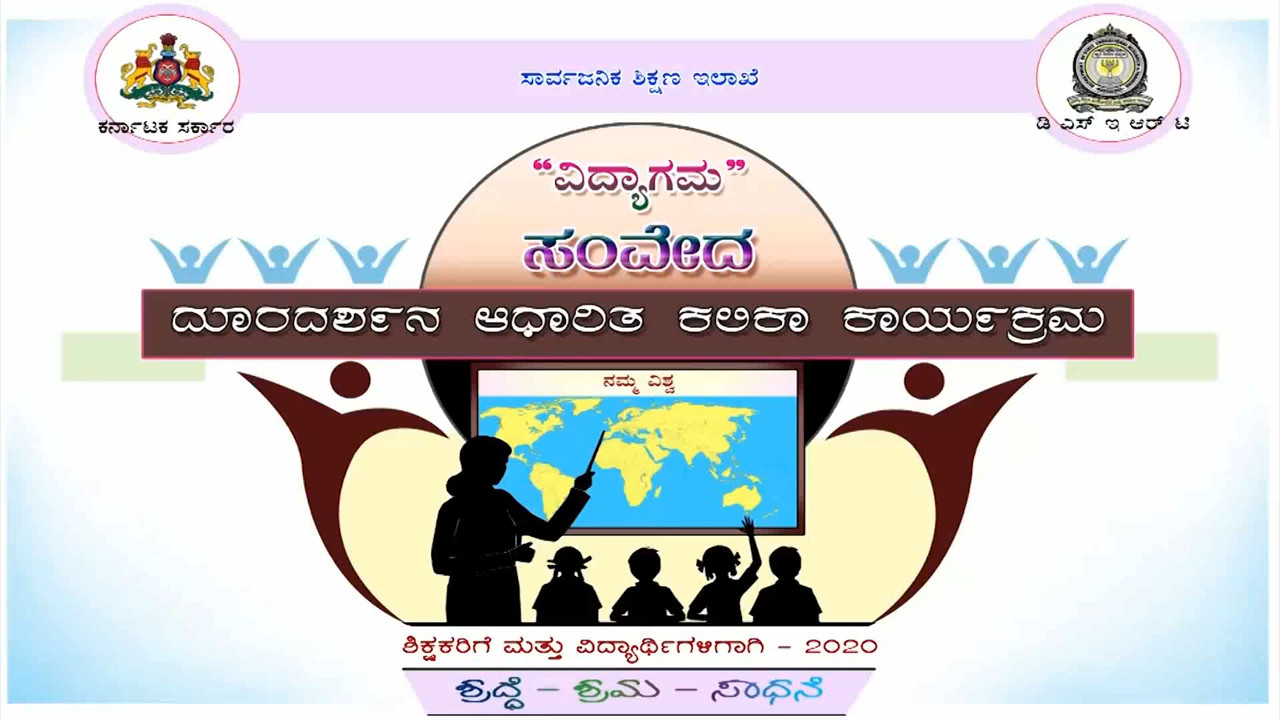 ಸಾರ್ವಜನಿಕ ಶಿಕ್ಷಣ ಇಲಾಖೆ
ಕರ್ನಾಟಕ ಸರ್ಕಾರ
ಡಿ ಎಸ್ ಇ ಆರ್ ಟಿ
“ವಿದ್ಯಾಗಮ”
ಸಂವೇದ
ದೂರದರ್ಶನ ಆಧಾರಿತ ಕಲಿಕಾ ಕಾರ್ಯಕ್ರಮ
ನಮ್ಮ ವಿಶ್ವ
ಶಿಕ್ಷಕರಿಗೆ ಮತ್ತು ವಿದ್ಯಾರ್ಥಿಗಳಿಗಾಗಿ - 2020
ಶ್ರದ್ಧೆ - ಶ್ರಮ - ಸಾಧನೆ